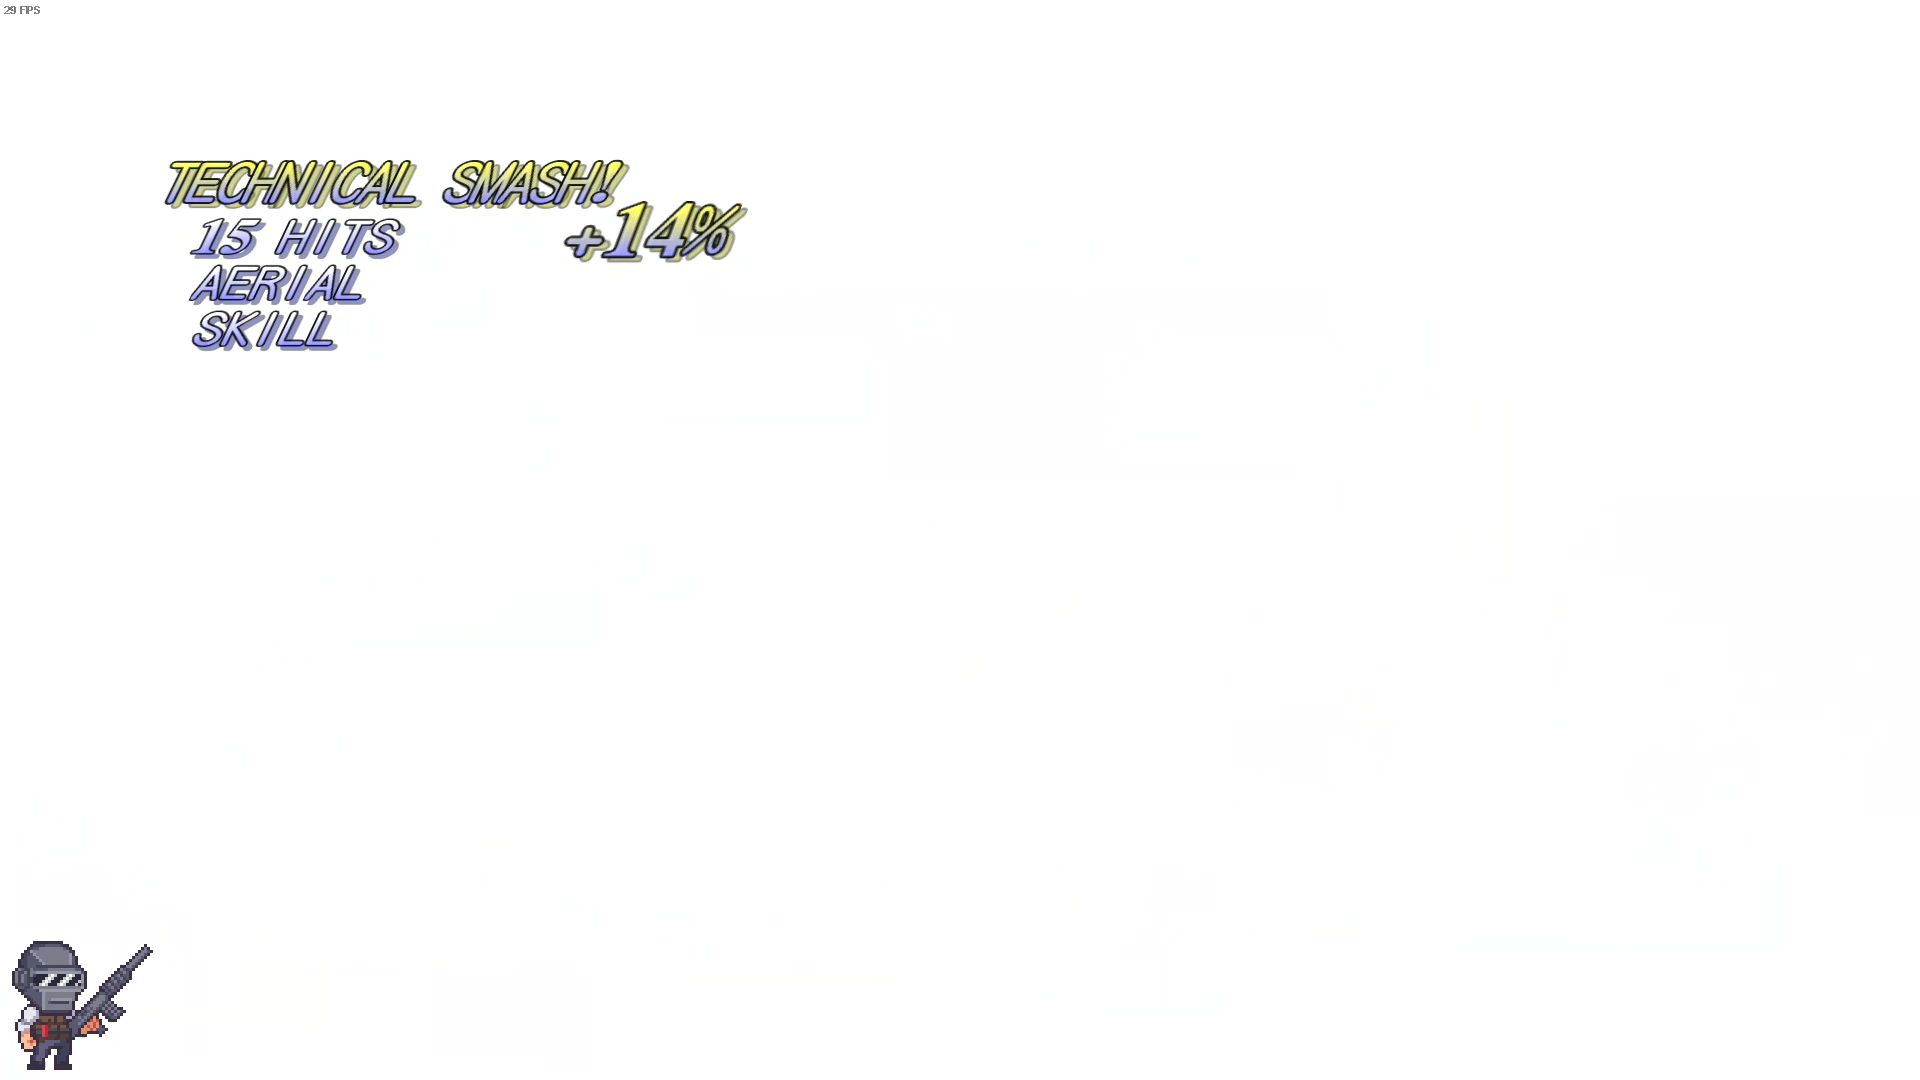 29 FPS
TECHNICAL SMASH!
15 HITS +14%
AERIAL
SKILL